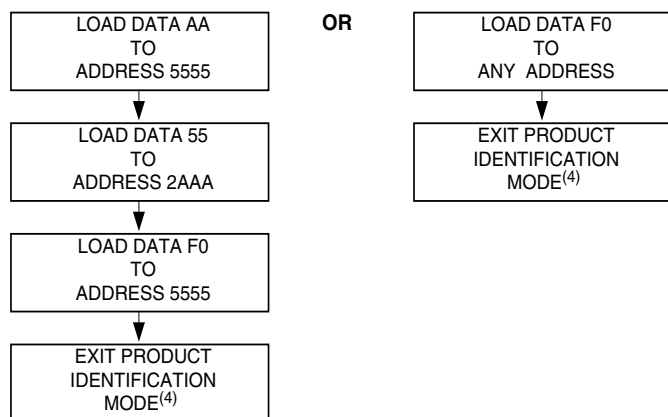 LOAD DATA AA
TO
ADDRESS 5555
LOAD DATA 55
TO
ADDRESS 2AAA
LOAD DATA F0
TO
ADDRESS 5555
EXIT PRODUCT
IDENTIFICATION
MODE(4)
OR
LOAD DATA F0
TO
ANY ADDRESS
EXIT PRODUCT
IDENTIFICATION
MODE(4)